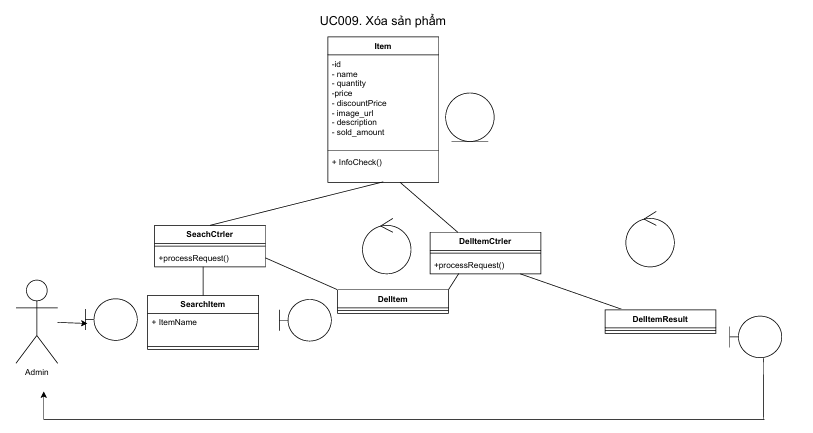 UC009. Xóa sản phẩm
Item
-id
- name
- quantity
-price
- discountPrice
- image_url
- description
- sold_amount
+ InfoCheck()
SeachCtrler
+processRequest()
DelItemCtrler
+processRequest()
SearchItem
+ ItemName
DelItem
DelItemResult
Admin